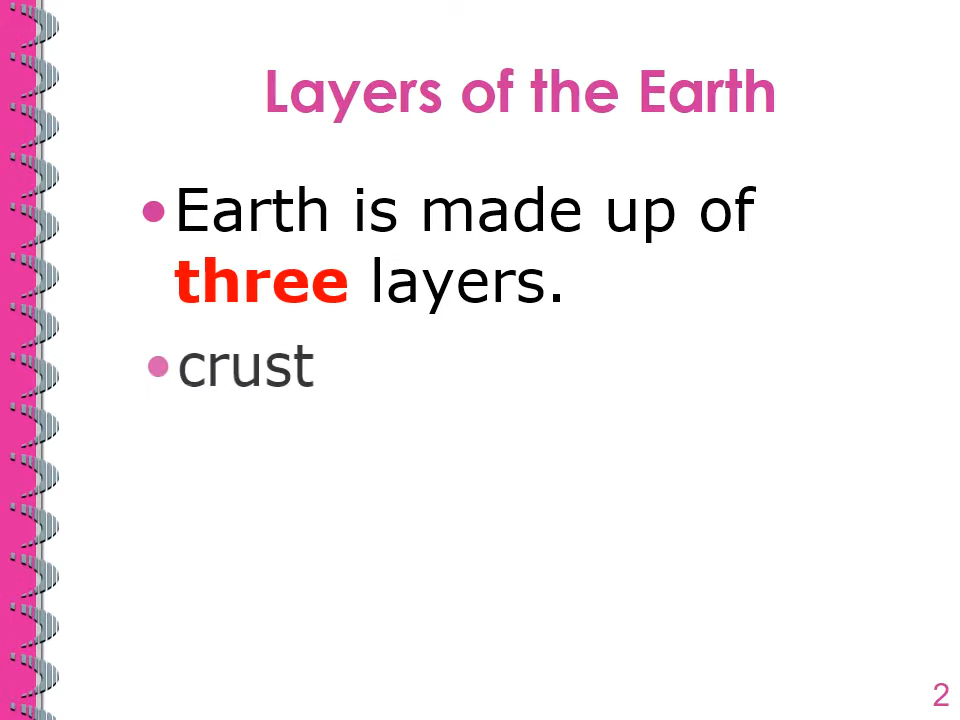 Layers of the Earth
•Earth is made up of
three layers.
•crust
2